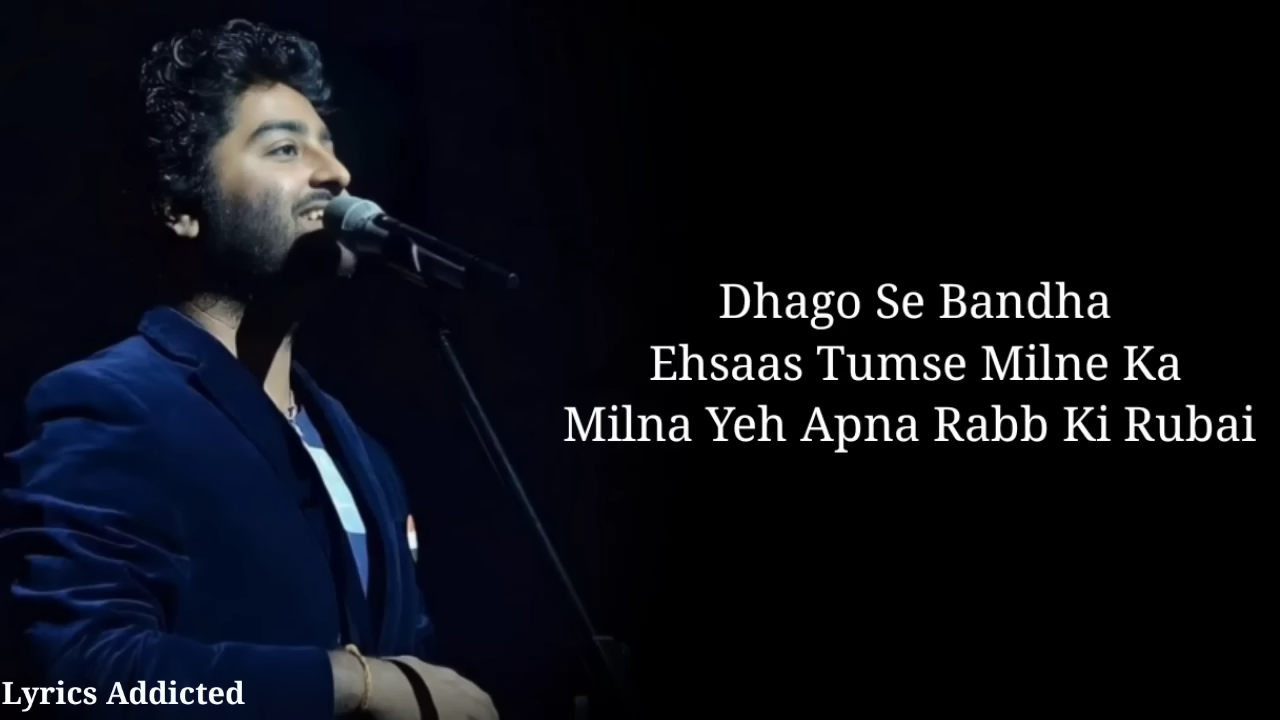 Dhago Se Bandha
Ehsaas Tumse Milne Ka
Milna Yeh Apna Rabb Ki Rubai
Lyrics Addicted